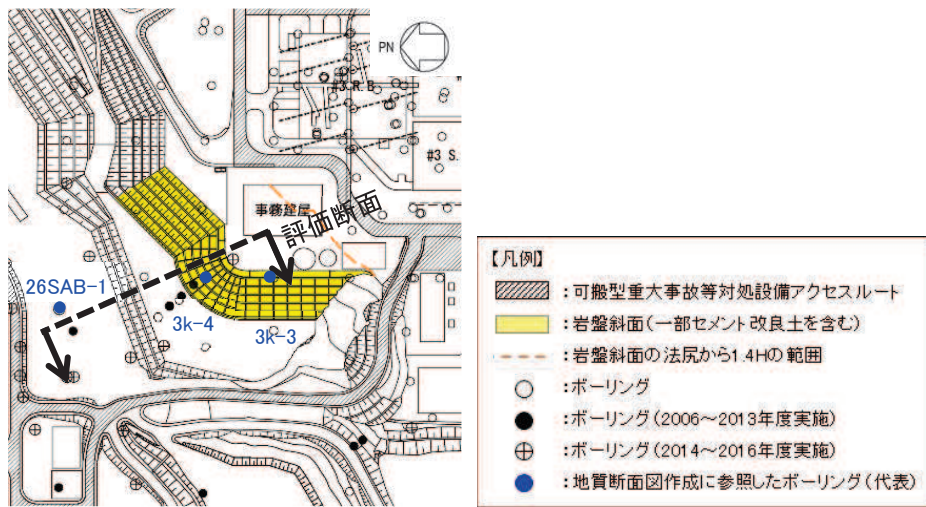 PN
#3 R.B
#3 S.
事務建屋
評価断面
26SAB-1
3k-4
3k-3
【凡例】
：可搬型重大事故等対処設備アクセスルート
：岩盤斜面（一部セメント改良土を含む）
：岩盤斜面の法尻から1.4Hの範囲
：ボーリング
：ボーリング（2006～2013年度実施）
：ボーリング（2014～2016年度実施）
：地質断面図作成に参照したボーリング（代表）